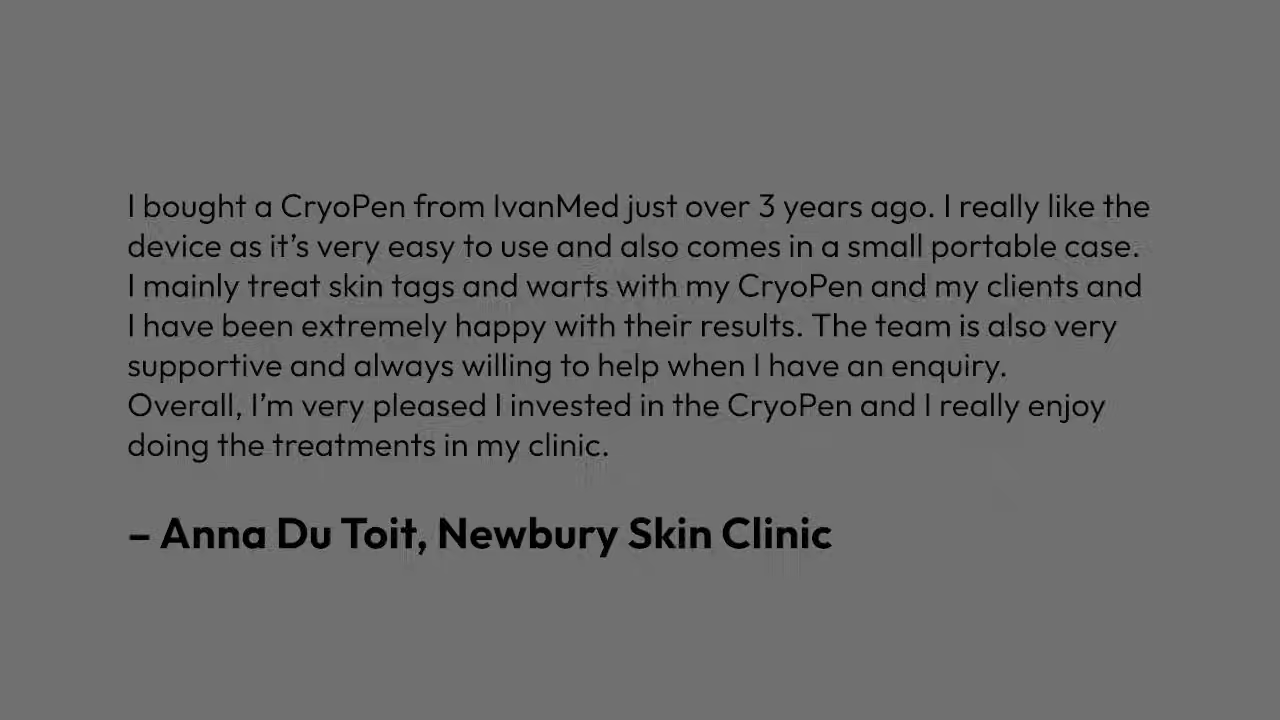 I bought a CryoPen from IvanMed just over 3 years ago. I really like the
device as it’s very easy to use and also comes in a small portable case.
I mainly treat skin tags and warts with my CryoPen and my clients and
I have been extremely happy with their results. The team is also very
supportive and always willing to help when I have an enquiry.
Overall, I’m very pleased I invested in the CryoPen and I really enjoy
doing the treatments in my clinic.
– Anna Du Toit, Newbury Skin Clinic